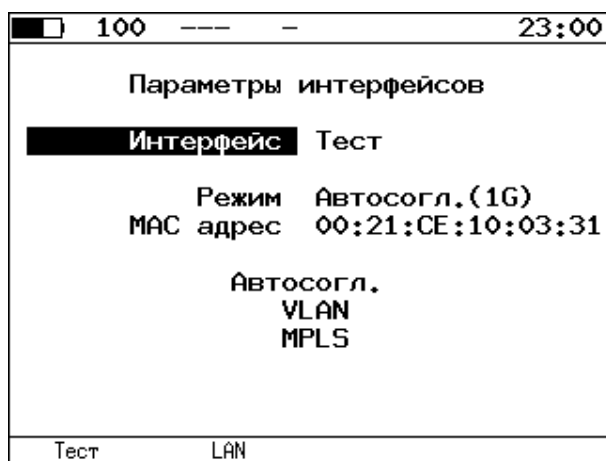 100 --- - 23:00
Параметры интерфейсов
Интерфейс Тест
Режим Автосогл.(1G)
MAC адрес 00:21:CE:10:03:31
Автосогл.
VLAN
MPLS
Тест LAN